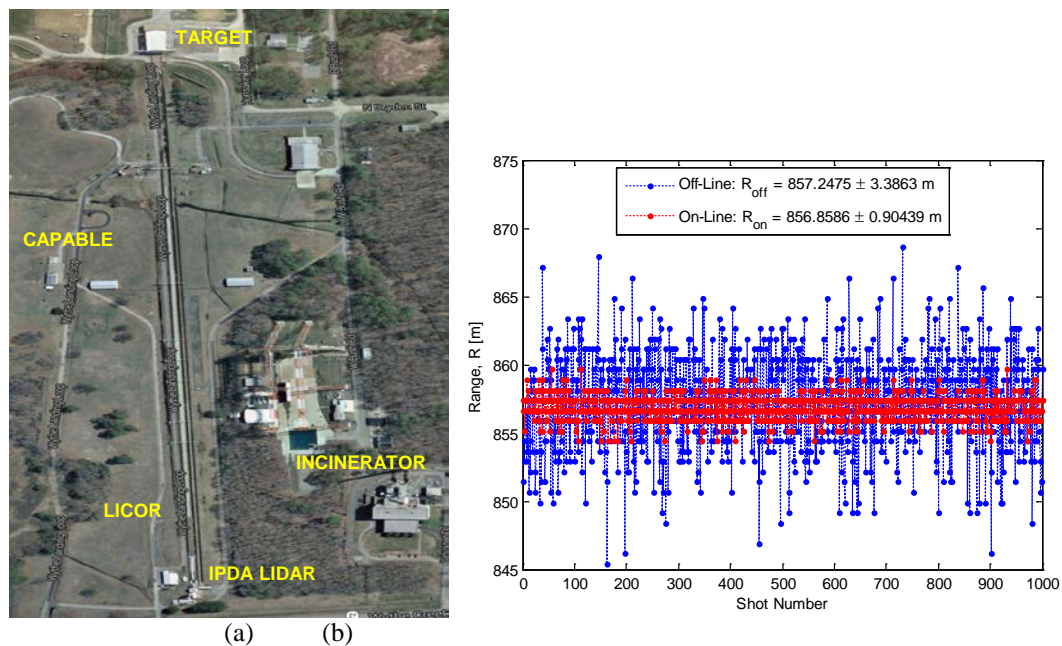 TARGET
N Boyden St
CAPABLE
INCINERATOR
LICOR
IPDA LIDAR
(a) (b)
875
870
865
860
855
850
845
Range, R [m]
Off-Line: R_off = 857.2475 ± 3.3863 m
On-Line: R_on = 856.8586 ± 0.90439 m
0 100 200 300 400 500 600 700 800 900 1000
Shot Number